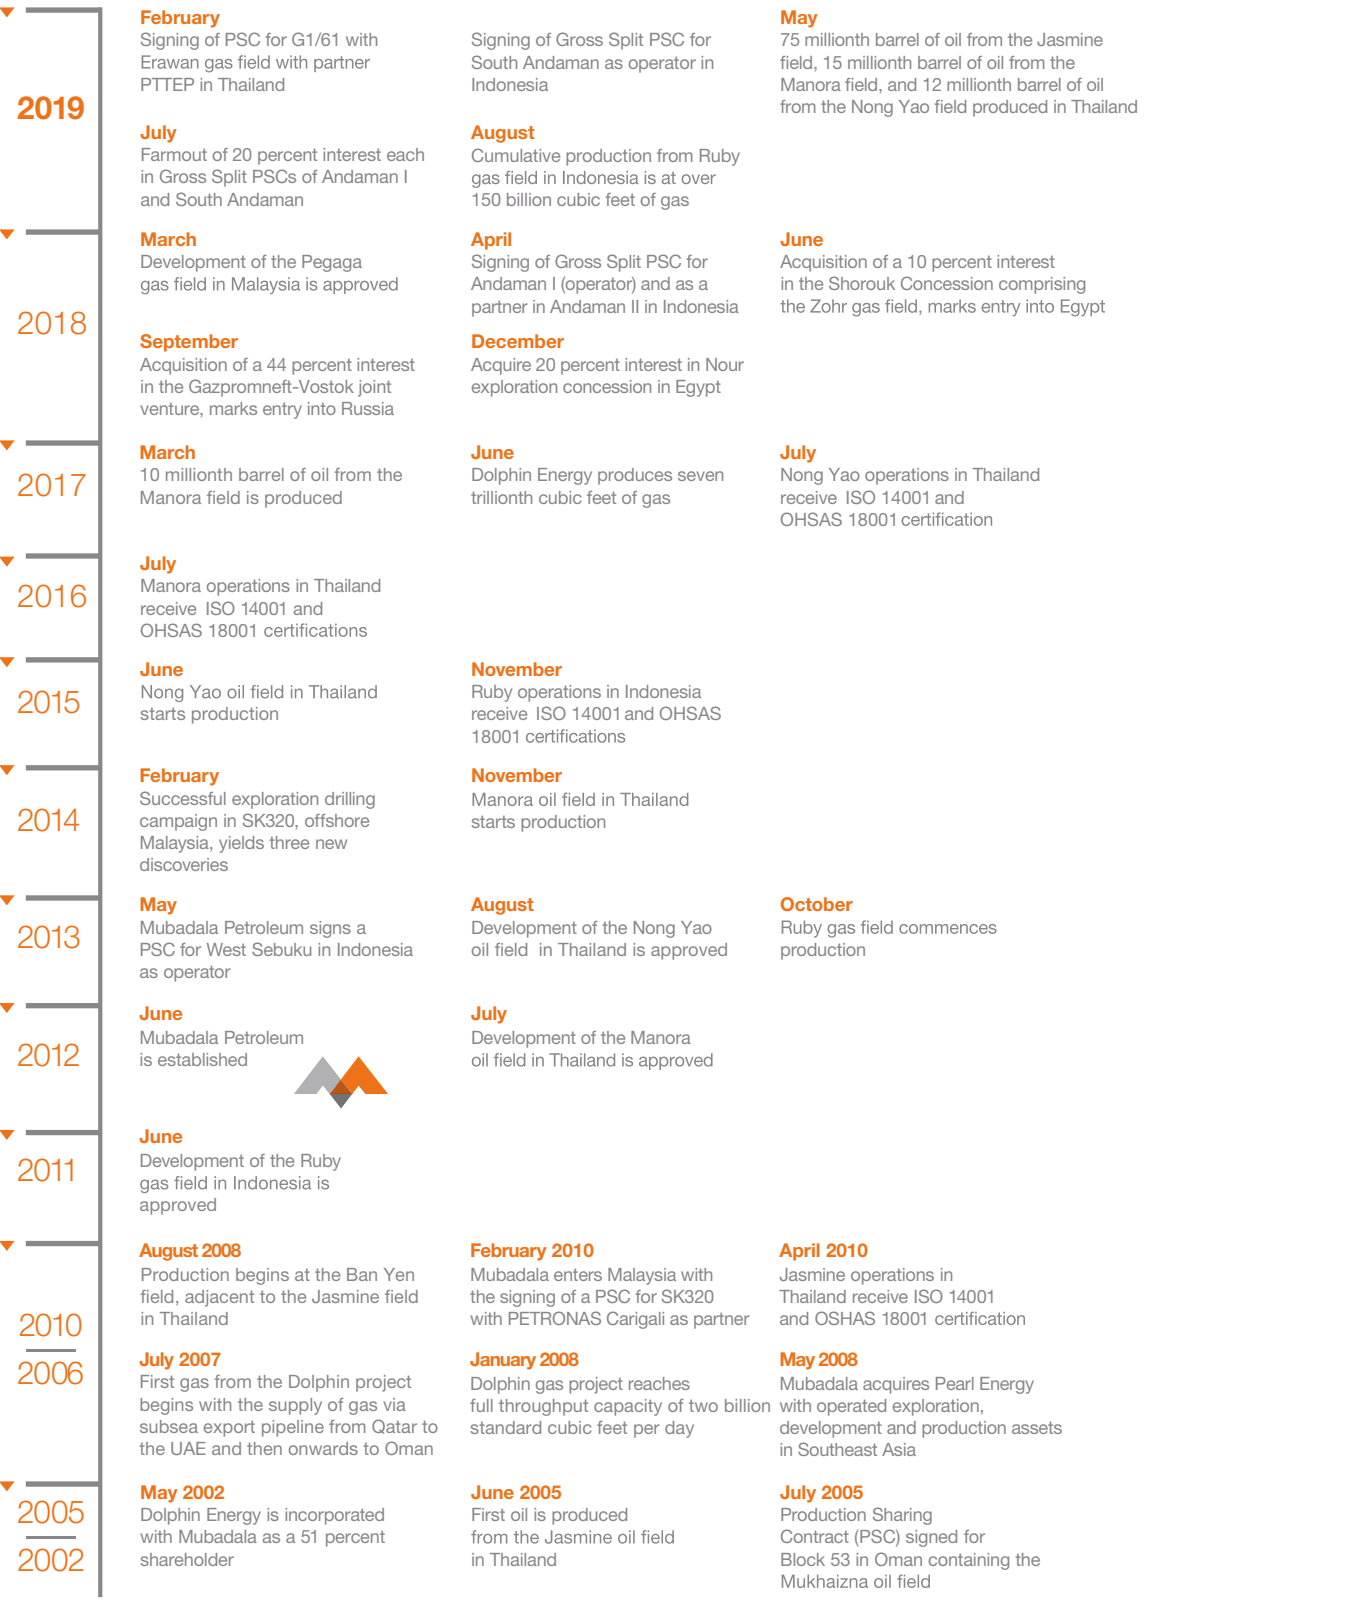 2019
February
Signing of PSC for G1/61 with
Erawan gas field with partner
PTTEP in Thailand
Signing of Gross Split PSC for
South Andaman as operator in
Indonesia
May
75 millionth barrel of oil from the Jasmine
field, 15 millionth barrel of oil from the
Manora field, and 12 millionth barrel of oil
from the Nong Yao field produced in Thailand
July
Farmout of 20 percent interest each
in Gross Split PSCs of Andaman I
and South Andaman
August
Cumulative production from Ruby
gas field in Indonesia is at over
150 billion cubic feet of gas
2018
March
Development of the Pegaga
gas field in Malaysia is approved
April
Signing of Gross Split PSC for
Andaman I (operator) and as a
partner in Andaman II in Indonesia
June
Acquisition of a 10 percent interest
in the Shorouk Concession comprising
the Zohr gas field, marks entry into Egypt
September
Acquisition of a 44 percent interest
in the Gazpromneft-Vostok joint
venture, marks entry into Russia
December
Acquire 20 percent interest in Nour
exploration concession in Egypt
2017
March
10 millionth barrel of oil from the
Manora field is produced
June
Dolphin Energy produces seven
trillionth cubic feet of gas
July
Nong Yao operations in Thailand
receive ISO 14001 and
OHSAS 18001 certification
2016
July
Manora operations in Thailand
receive ISO 14001 and
OHSAS 18001 certifications
2015
June
Nong Yao oil field in Thailand
starts production
November
Ruby operations in Indonesia
receive ISO 14001 and OHSAS
18001 certifications
2014
February
Successful exploration drilling
campaign in SK320, offshore
Malaysia, yields three new
discoveries
November
Manora oil field in Thailand
starts production
2013
May
Mubadala Petroleum signs a
PSC for West Sebuku in Indonesia
as operator
August
Development of the Nong Yao
oil field in Thailand is approved
October
Ruby gas field commences
production
2012
June
Mubadala Petroleum
is established
July
Development of the Manora
oil field in Thailand is approved
2011
June
Development of the Ruby
gas field in Indonesia is
approved
2010
2006
August 2008
Production begins at the Ban Yen
field, adjacent to the Jasmine field
in Thailand
February 2010
Mubadala enters Malaysia with
the signing of a PSC for SK320
with PETRONAS Carigali as partner
April 2010
Jasmine operations in
Thailand receive ISO 14001
and OSHAS 18001 certification
July 2007
First gas from the Dolphin project
begins with the supply of gas via
subsea export pipeline from Qatar to
the UAE and then onwards to Oman
January 2008
Dolphin gas project reaches
full throughput capacity of two billion
standard cubic feet per day
May 2008
Mubadala acquires Pearl Energy
with operated exploration,
development and production assets
in Southeast Asia
2005
2002
May 2002
Dolphin Energy is incorporated
with Mubadala as a 51 percent
shareholder
June 2005
First oil is produced
from the Jasmine oil field
in Thailand
July 2005
Production Sharing
Contract (PSC) signed for
Block 53 in Oman containing the
Mukhaizna oil field